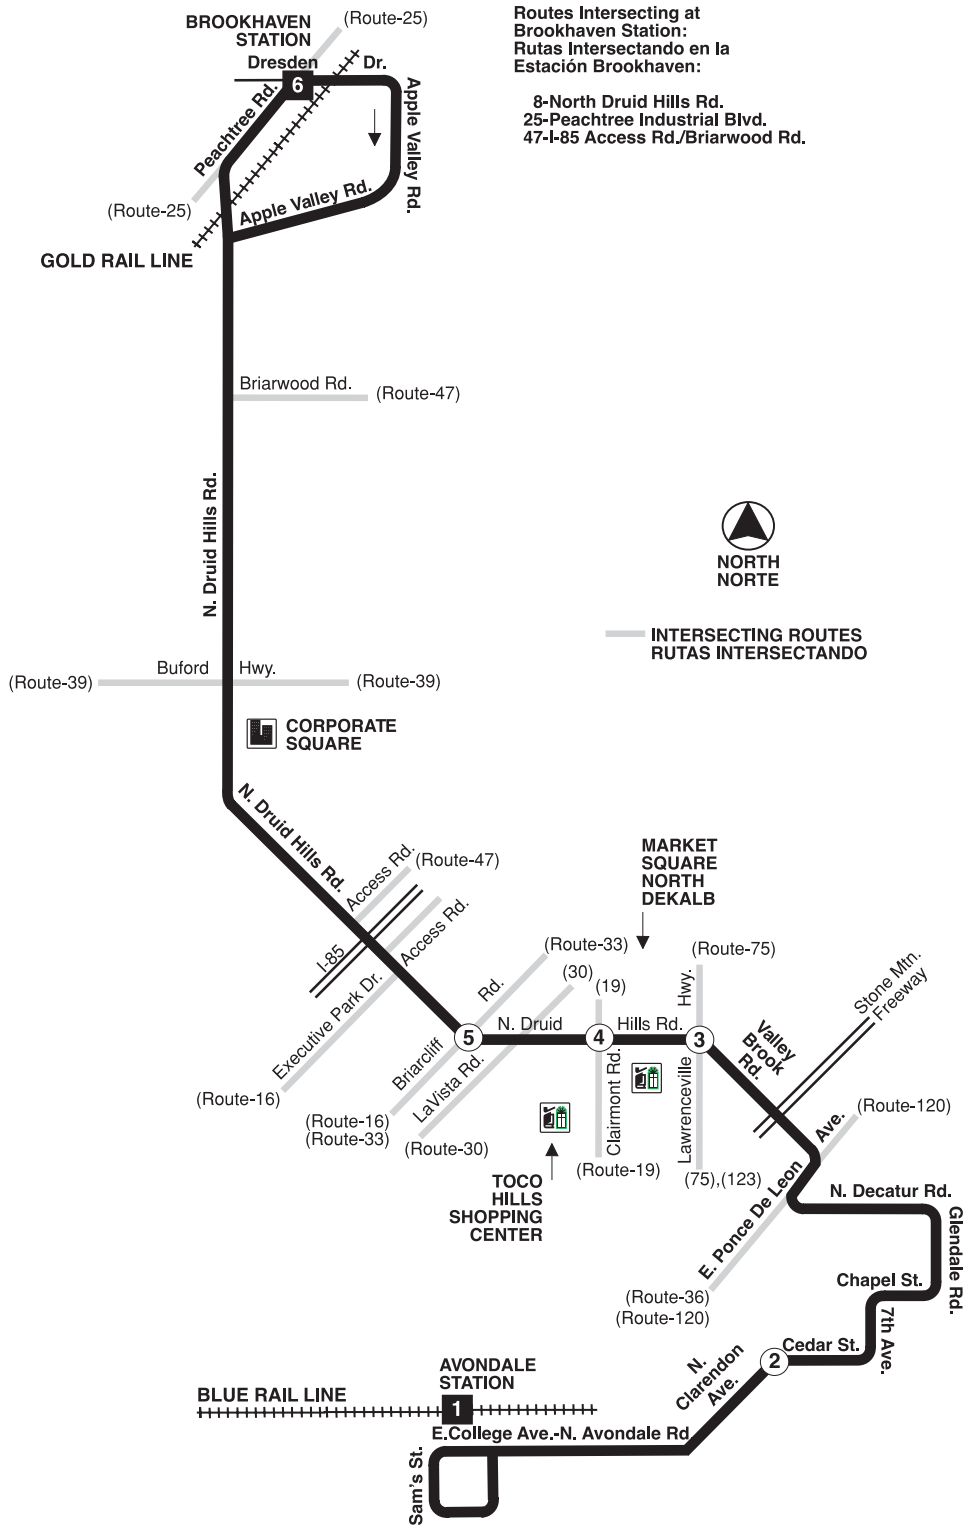 BROOKHAVEN
STATION
(Route-25)
Routes Intersecting at
Brookhaven Station:
Rutas Intersectando en la
Estación Brookhaven:
8-North Druid Hills Rd.
25-Peachtree Industrial Blvd.
47-I-85 Access Rd./Briarwood Rd.
Dresden Dr.
6
Peachtree Rd.
Apple Valley Rd.
Apple Valley Rd.
(Route-25)
GOLD RAIL LINE
Briarwood Rd.
(Route-47)
N. Druid Hills Rd.
NORTH
NORTE
INTERSECTING ROUTES
RUTAS INTERSECTANDO
Buford Hwy.
(Route-39)
(Route-39)
CORPORATE
SQUARE
N. Druid Hills Rd.
Access Rd.
(Route-47)
I-85
Access Rd.
Executive Park Dr.
(Route-16)
MARKET
SQUARE
NORTH
DEKALB
(Route-33)
(30)
(19)
(Route-75)
Hwy.
Rd.
5
N. Druid
4
Hills Rd.
3
Valley
Brook
Rd.
Stone Mtn.
Freeway
Briarcliff
LaVista Rd.
Clairmont Rd.
Lawrenceville
(Route-16)
(Route-33)
(Route-30)
(Route-19)
(75),(123)
TOCO
HILLS
SHOPPING
CENTER
(Route-120)
E. Ponce De Leon Ave.
N. Decatur Rd.
Glendale Rd.
Chapel St.
(Route-36)
(Route-120)
7th Ave.
Cedar St.
2
N.
Clarendon
Ave.
AVONDALE
STATION
BLUE RAIL LINE
1
E.College Ave.-N. Avondale Rd.
Sam's St.